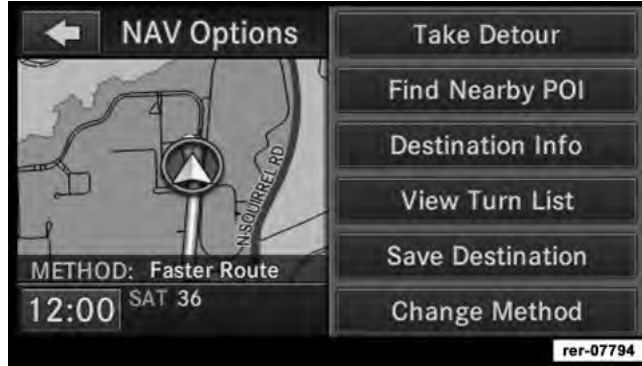 NAV Options
N SQUIRREL RD
METHOD: Faster Route
12:00 SAT 36
Take Detour
Find Nearby POI
Destination Info
View Turn List
Save Destination
Change Method
rer-07794